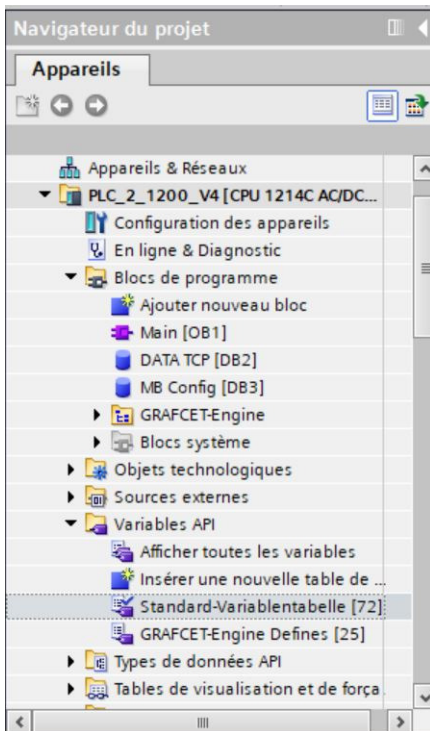 Navigateur du projet
Appareils
Appareils & Réseaux
PLC_2_1200_V4 [CPU 1214C AC/DC...
Configuration des appareils
En ligne & Diagnostic
Blocs de programme
Ajouter nouveau bloc
Main [OB1]
DATA TCP [DB2]
MB Config [DB3]
GRAFCET-Engine
Blocs système
Objets technologiques
Sources externes
Variables API
Afficher toutes les variables
Insérer une nouvelle table de ...
Standard-Variablentabelle [72]
GRAFCET-Engine Defines [25]
Types de données API
Tables de visualisation et de força